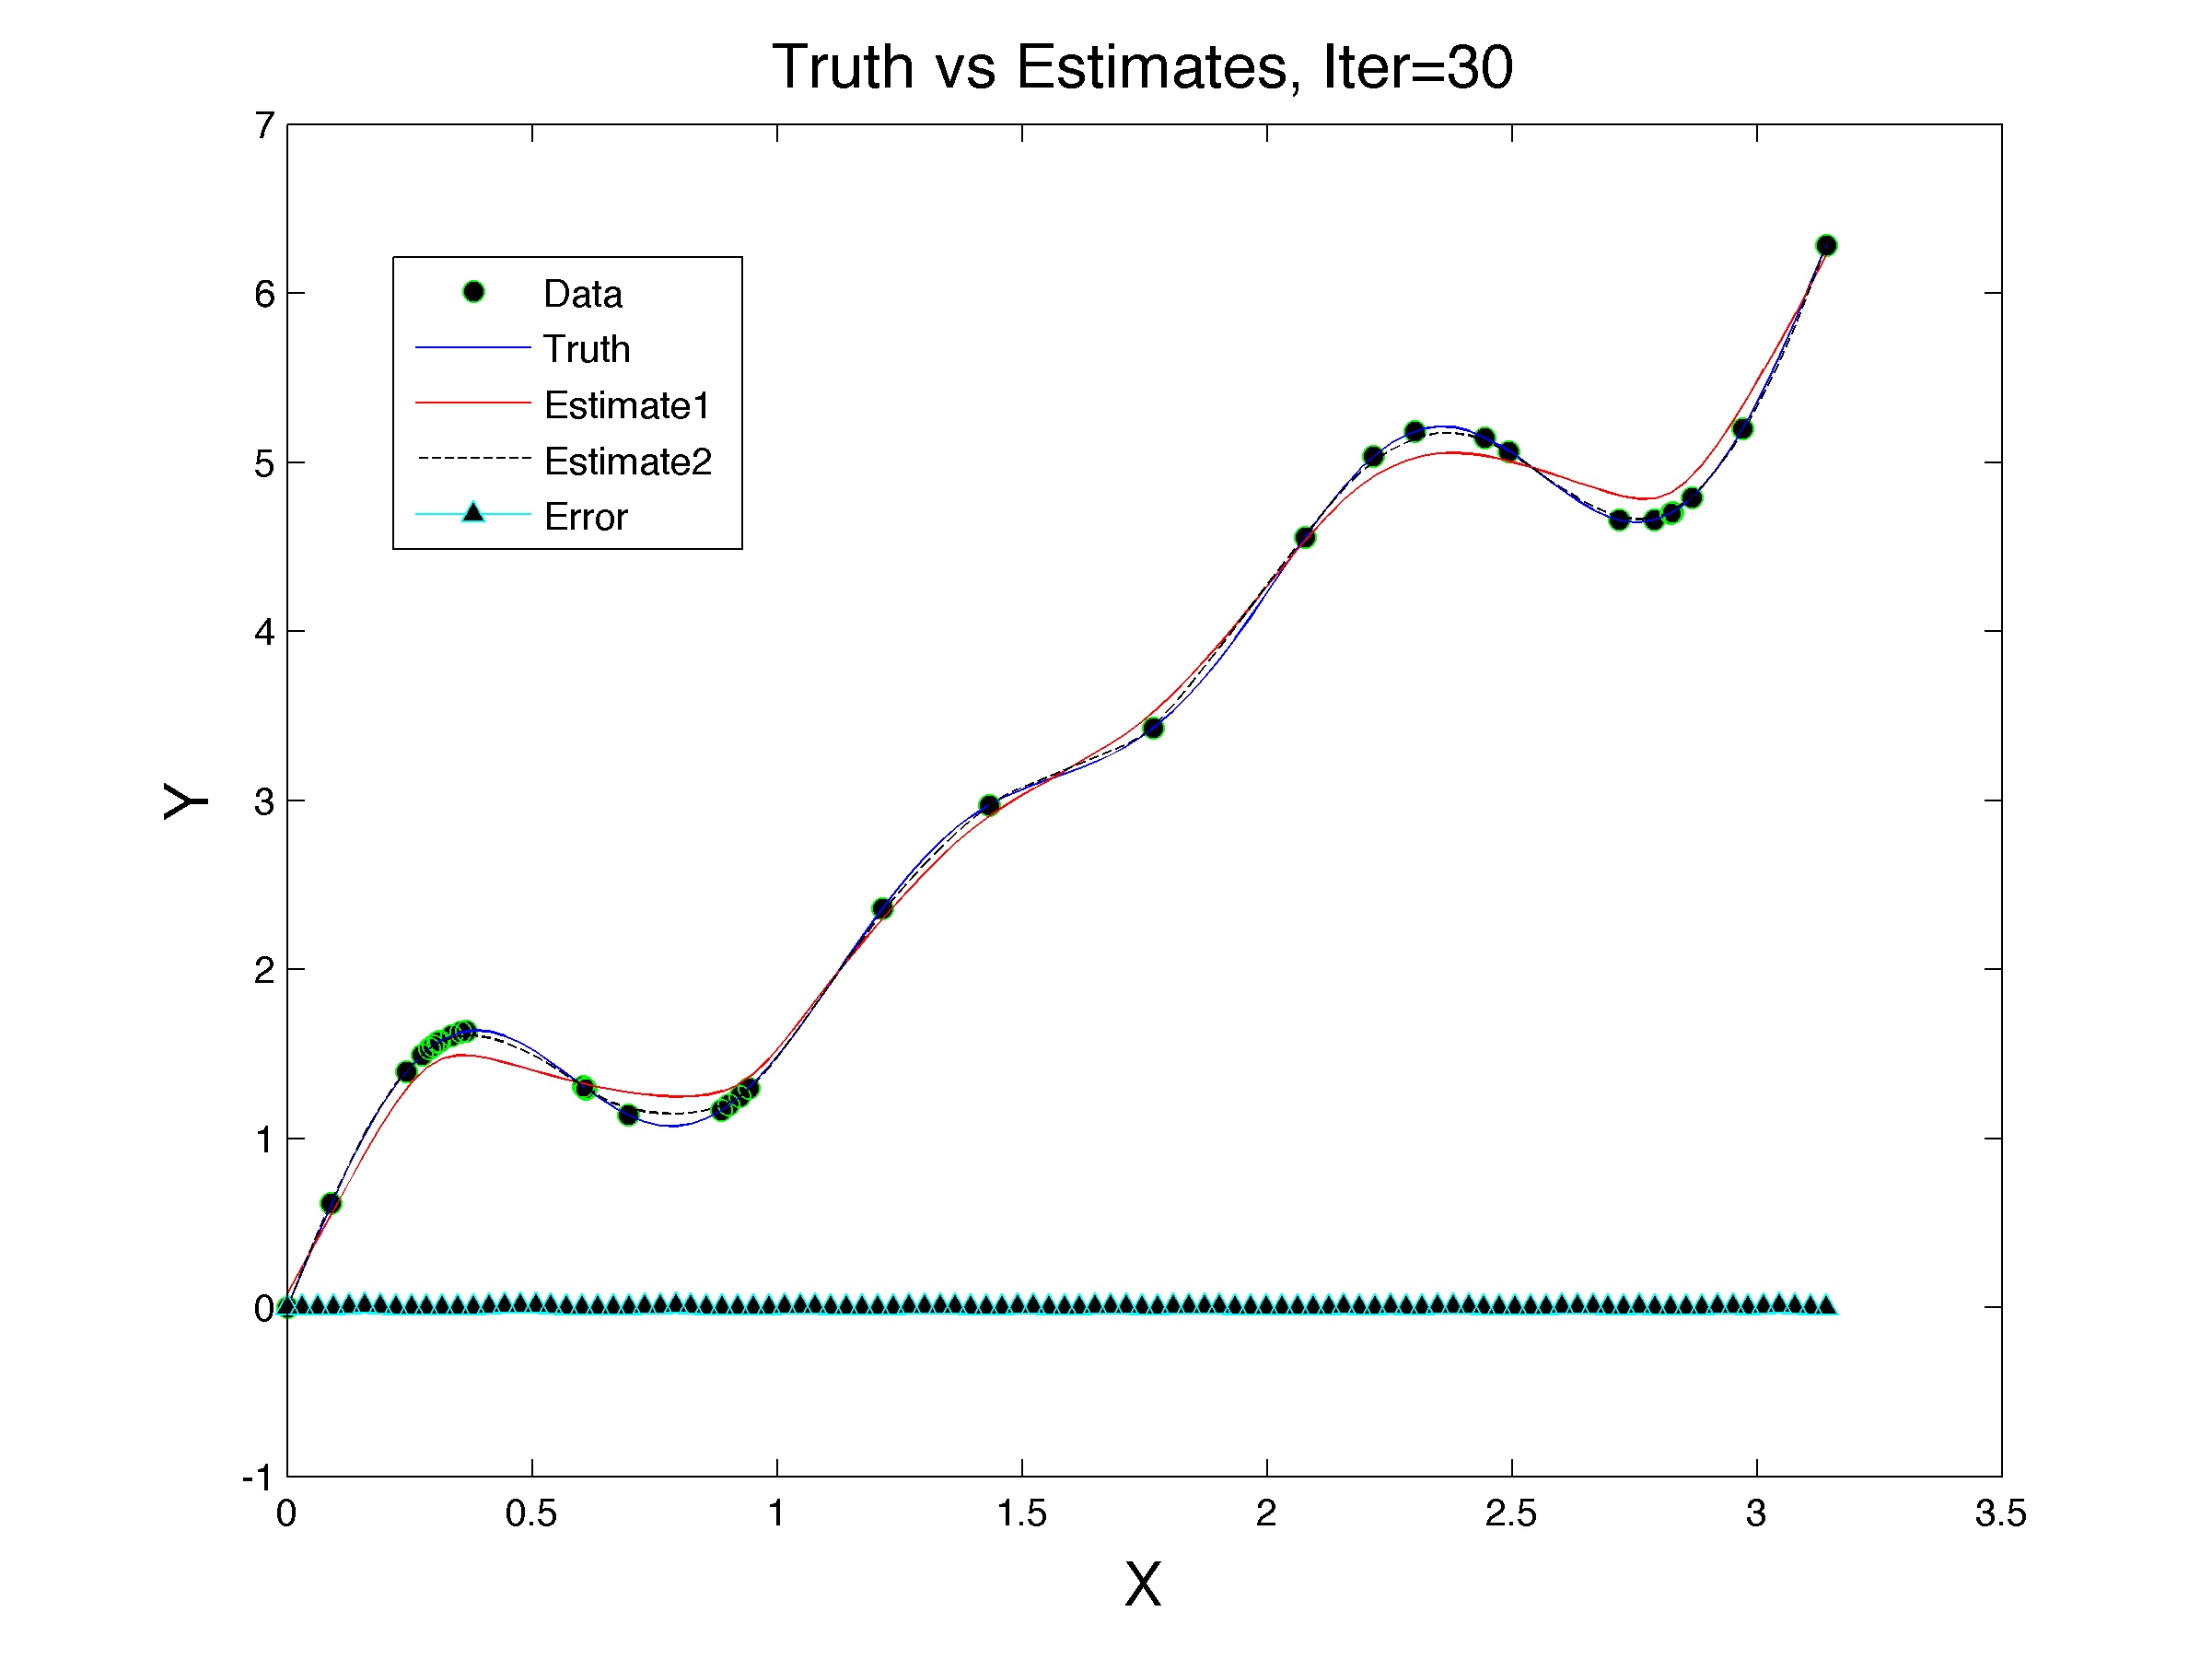 Truth vs Estimates, Iter=30
7
6
5
4
3
2
1
0
-1
Data
Truth
Estimate1
Estimate2
Error
Y
0 0.5 1 1.5 2 2.5 3 3.5
X